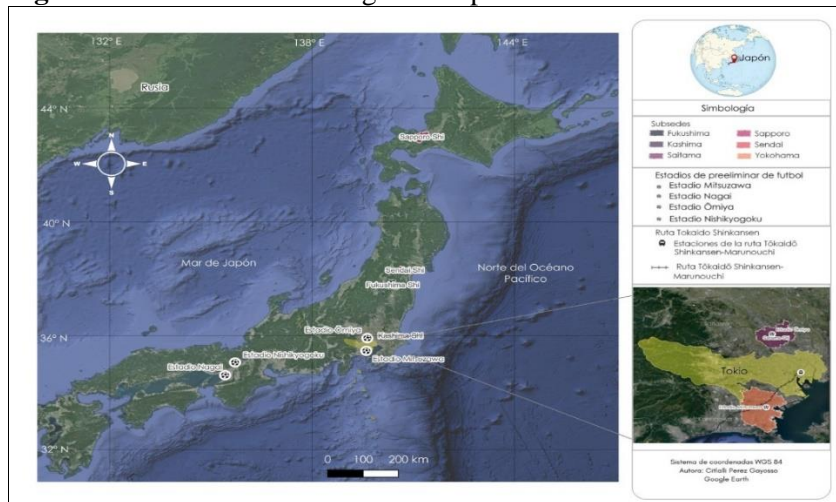 132° E
138° E
144° E
44° N
40° N
36° N
32° N
Rusia
N
W
E
S
Sapporo Shi
Mar de Japón
Sendai Shi
Fukushima Shi
Norte del Océano
Pacífico
Estadio Ōmiya
Kashima Shi
Estadio Nishikyogoku
Estadio Mitsuzawa
Estadio Nagai
0 100 200 km
Japón
Simbología
Subsedes
Fukushima
Sapporo
Kashima
Sendai
Saitama
Yokohama
Estadios de preeliminar de futbol
Estadio Mitsuzawa
Estadio Nagai
Estadio Ōmiya
Estadio Nishikyogoku
Ruta Tokaido Shinkansen
Estaciones de la ruta Tōkaidō
Shinkansen-Marunouchi
Ruta Tōkaidō Shinkansen-
Marunouchi
Tokio
Sistema de coordenadas WGS 84
Autora: Citlalli Perez Gayosso
Google Earth